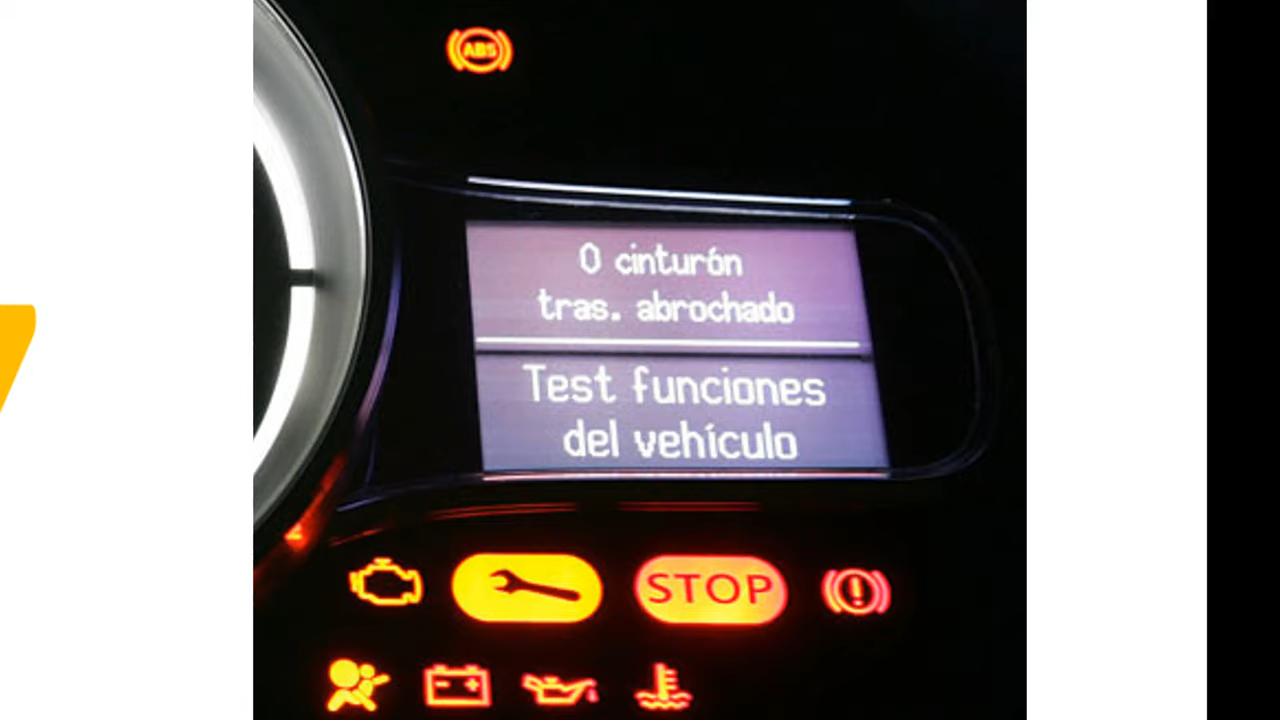 ABS
0 cinturón
tras. abrochado
Test funciones
del vehículo
STOP